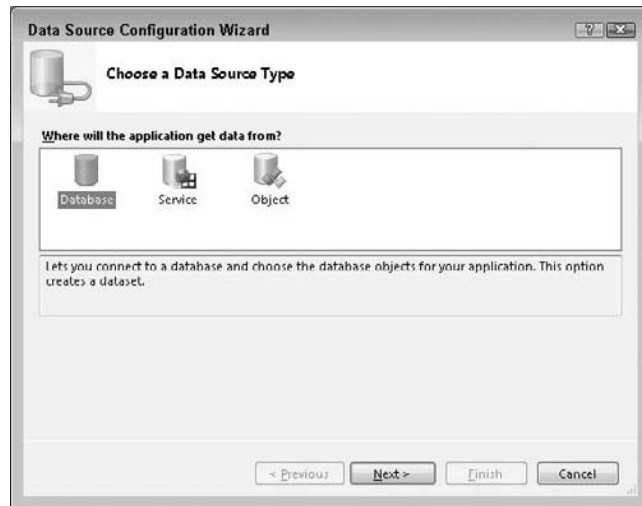 Data Source Configuration Wizard
?
Choose a Data Source Type
Where will the application get data from?
Database Service Object
Lets you connect to a database and choose the database objects for your application. This option
creates a dataset.
< Previous Next > Finish Cancel